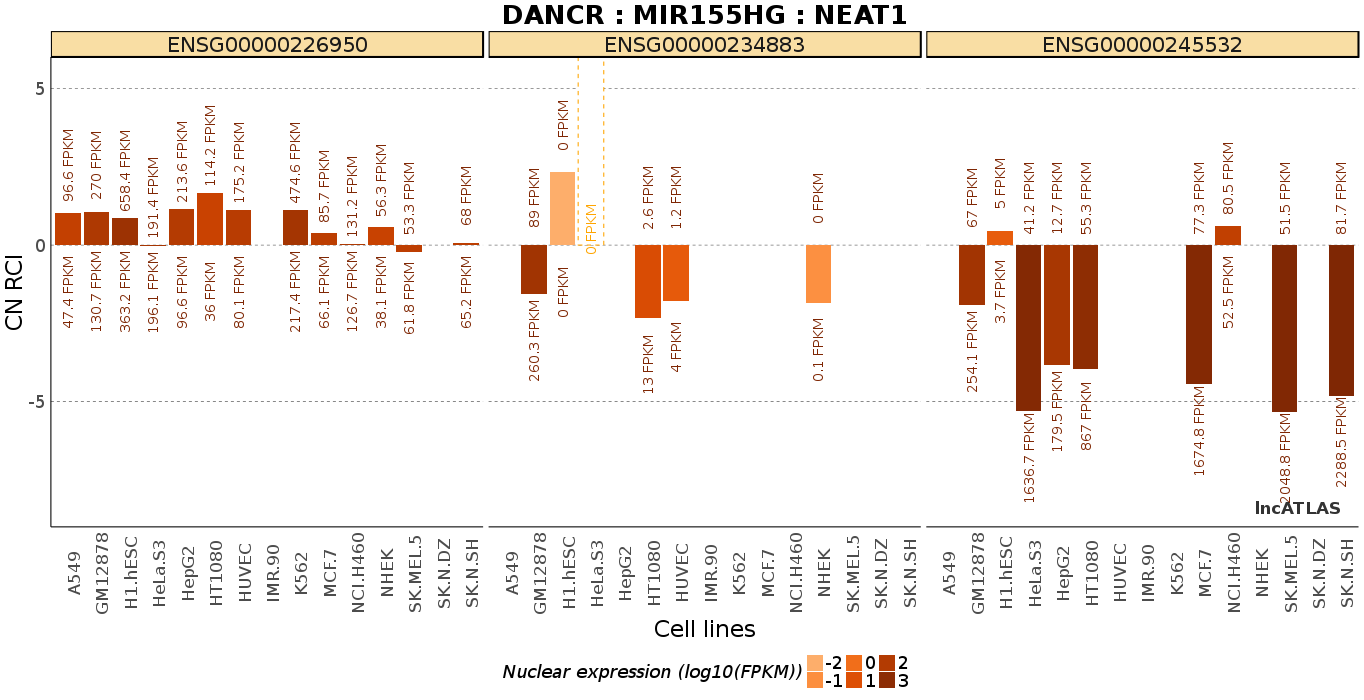 DANCR : MIR155HG : NEAT1
ENSG00000226950
ENSG00000234883
ENSG00000245532
CN RCI
5
0
-5
96.6 FPKM
270 FPKM
658.4 FPKM
191.4 FPKM
213.6 FPKM
114.2 FPKM
175.2 FPKM
474.6 FPKM
85.7 FPKM
131.2 FPKM
56.3 FPKM
53.3 FPKM
68 FPKM
47.4 FPKM
130.7 FPKM
363.2 FPKM
196.1 FPKM
96.6 FPKM
36 FPKM
80.1 FPKM
217.4 FPKM
66.1 FPKM
126.7 FPKM
38.1 FPKM
61.8 FPKM
65.2 FPKM
89 FPKM
0 FPKM
0 FPKM
2.6 FPKM
1.2 FPKM
0 FPKM
260.3 FPKM
0 FPKM
13 FPKM
4 FPKM
0.1 FPKM
67 FPKM
5 FPKM
41.2 FPKM
12.7 FPKM
55.3 FPKM
77.3 FPKM
80.5 FPKM
51.5 FPKM
81.7 FPKM
254.1 FPKM
3.7 FPKM
1636.7 FPKM
179.5 FPKM
867 FPKM
1674.8 FPKM
52.5 FPKM
2048.8 FPKM
2288.5 FPKM
lncATLAS
A549
GM12878
H1.hESC
HeLa.S3
HepG2
HT1080
HUVEC
IMR.90
K562
MCF.7
NCI.H460
NHEK
SK.MEL.5
SK.N.DZ
SK.N.SH
A549
GM12878
H1.hESC
HeLa.S3
HepG2
HT1080
HUVEC
IMR.90
K562
MCF.7
NCI.H460
NHEK
SK.MEL.5
SK.N.DZ
SK.N.SH
A549
GM12878
H1.hESC
HeLa.S3
HepG2
HT1080
HUVEC
IMR.90
K562
MCF.7
NCI.H460
NHEK
SK.MEL.5
SK.N.DZ
SK.N.SH
Cell lines
Nuclear expression (log10(FPKM))
-2 0 2
-1 1 3